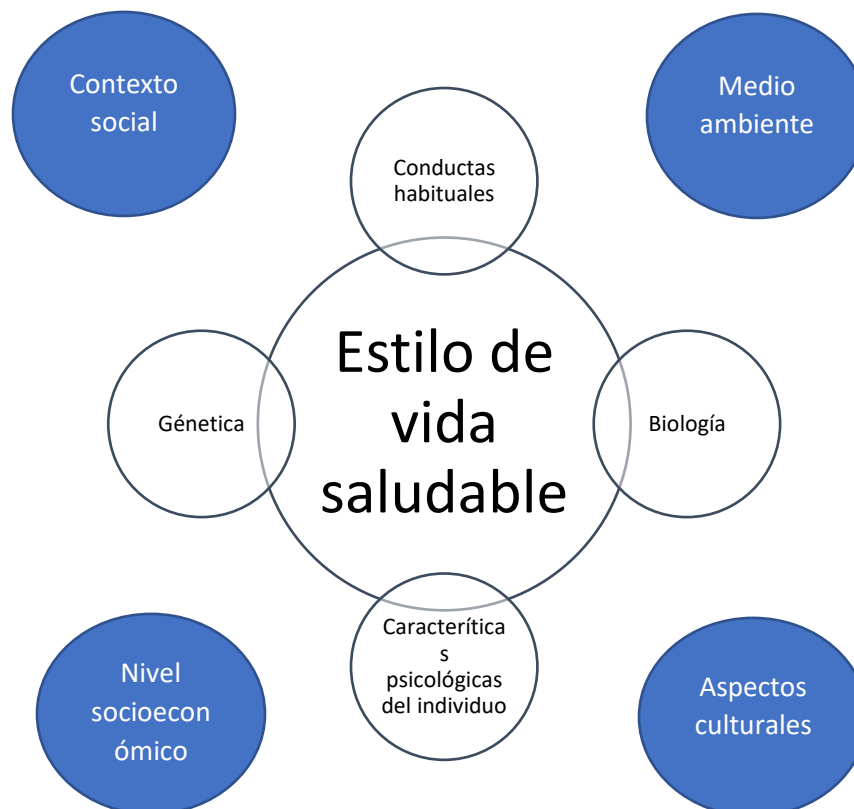 Contexto
social
Medio
ambiente
Conductas
habituales
Estilo de
vida
saludable
Génetica
Biología
Caracterítica
s
psicológicas
del individuo
Nivel
socioecon
ómico
Aspectos
culturales